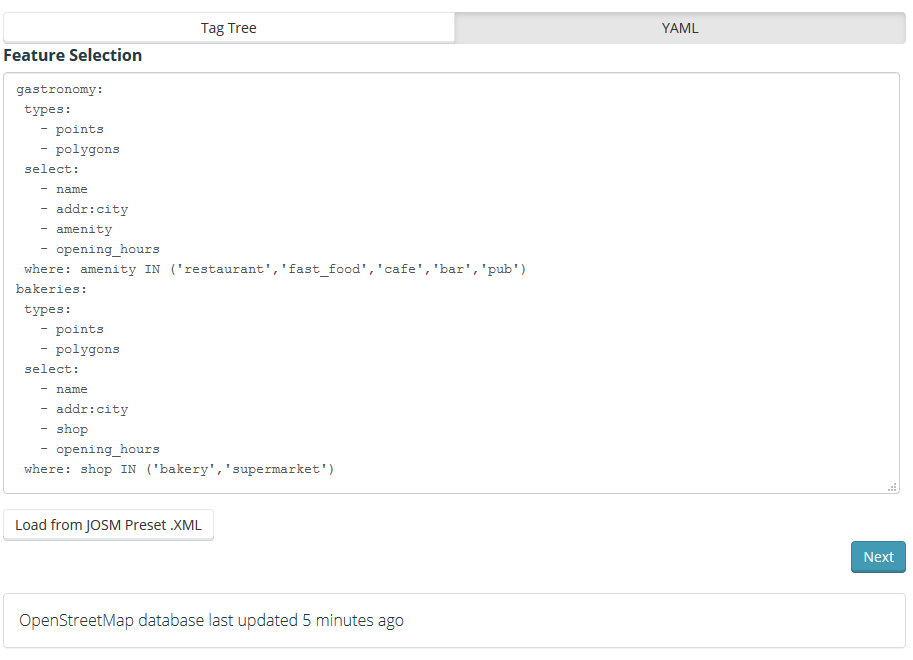 Tag Tree
YAML
Feature Selection
gastronomy:
 types:
   - points
   - polygons
 select:
   - name
   - addr:city
   - amenity
   - opening_hours
 where: amenity IN ('restaurant','fast_food','cafe','bar','pub')
bakeries:
 types:
   - points
   - polygons
 select:
   - name
   - addr:city
   - shop
   - opening_hours
 where: shop IN ('bakery','supermarket')
Load from JOSM Preset .XML
Next
OpenStreetMap database last updated 5 minutes ago